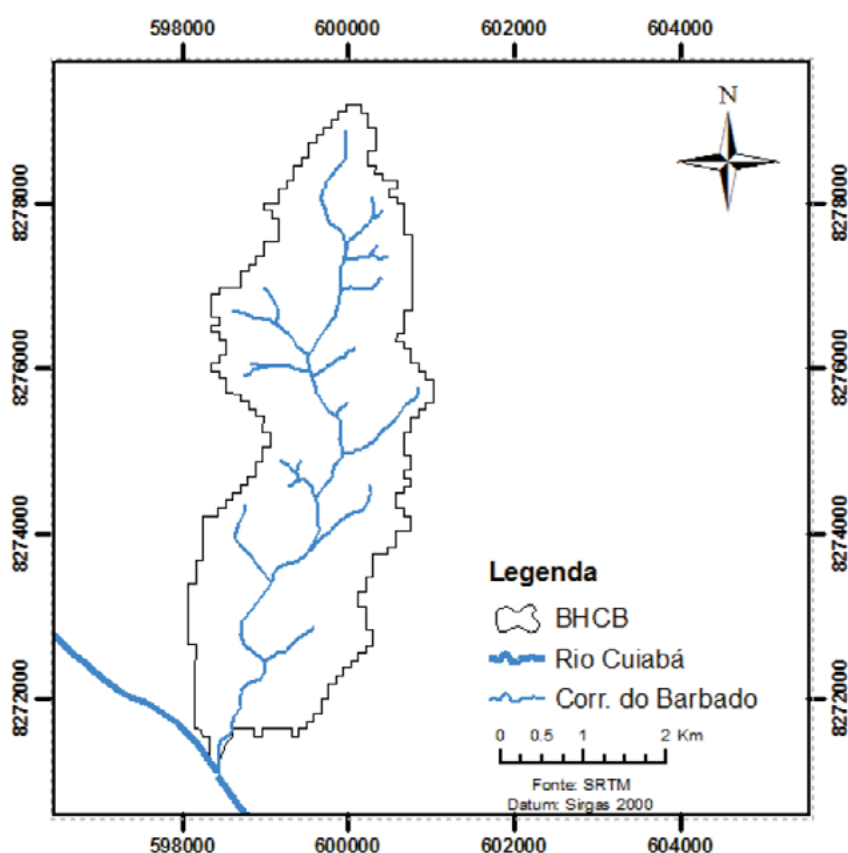 598000 600000 602000 604000
N
8278000
8278000
8276000
8276000
8274000
8274000
8272000
8272000
Legenda
BHCB
Rio Cuiabá
Corr. do Barbado
0 0.5 1 2 Km
Fonte: SRTM
Datum: Sirgas 2000
598000 600000 602000 604000